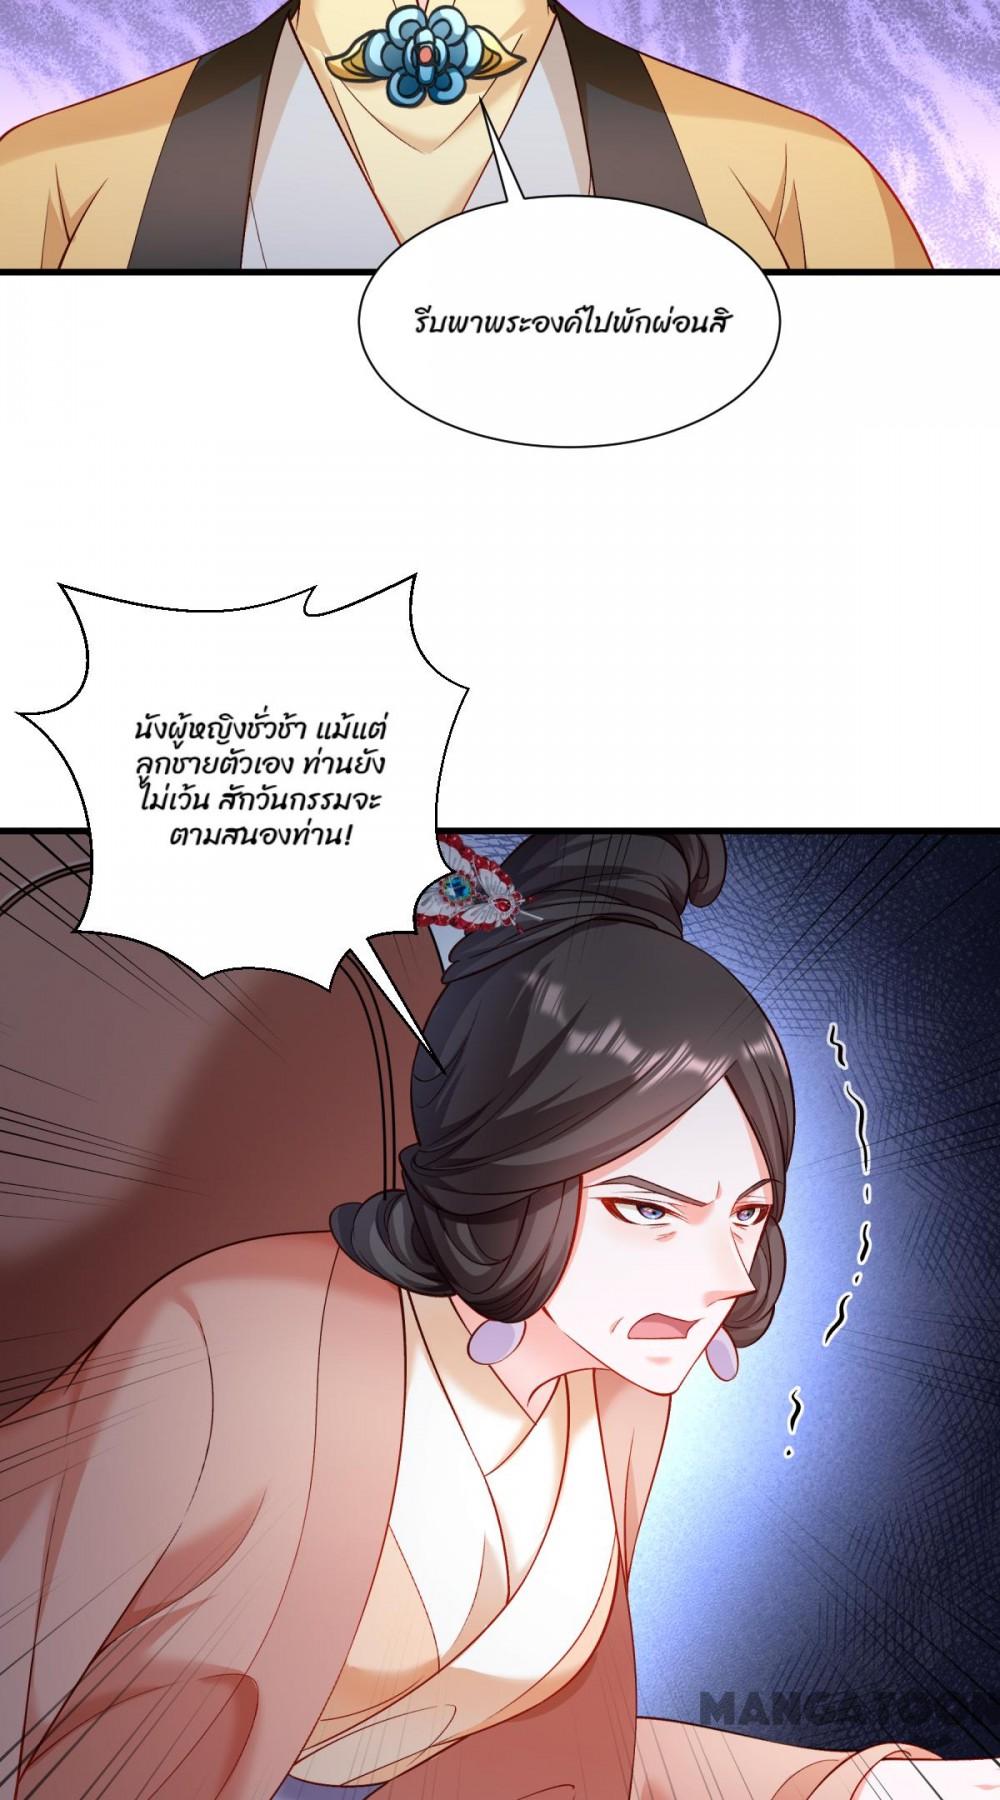 รีบพาพระองค์ไปพักผ่อนสิ
นังผู้หญิงชั่วช้า แม้แต่
ลูกชายตัวเอง ท่านยัง
ไม่เว้น สักวันกรรมจะ
ตามสนองท่าน!
MANGATOON